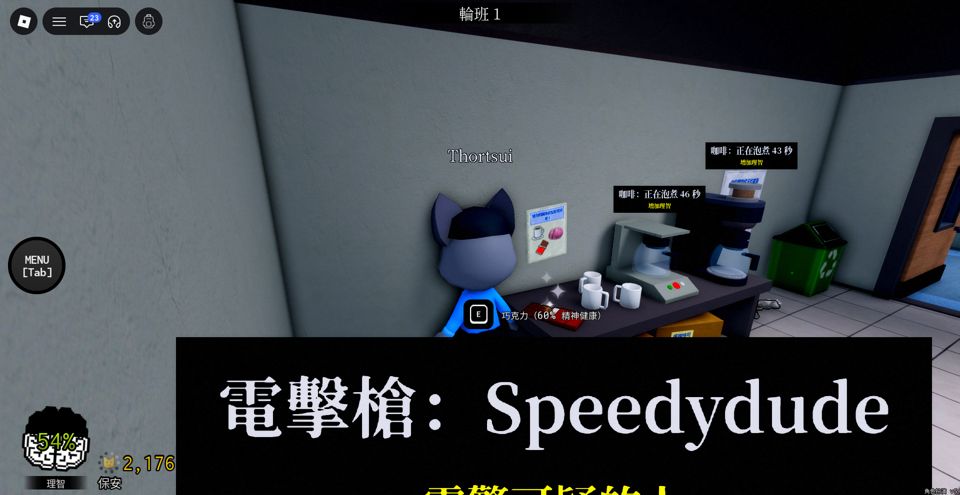 23
輪班 1
Thortsui
咖啡：正在泡煮 43 秒
增加理智
咖啡：正在泡煮 46 秒
增加理智
MENU
[Tab]
E
巧克力（60% 精神健康）
電擊槍：Speedydude
54%
2,176
理智
保安